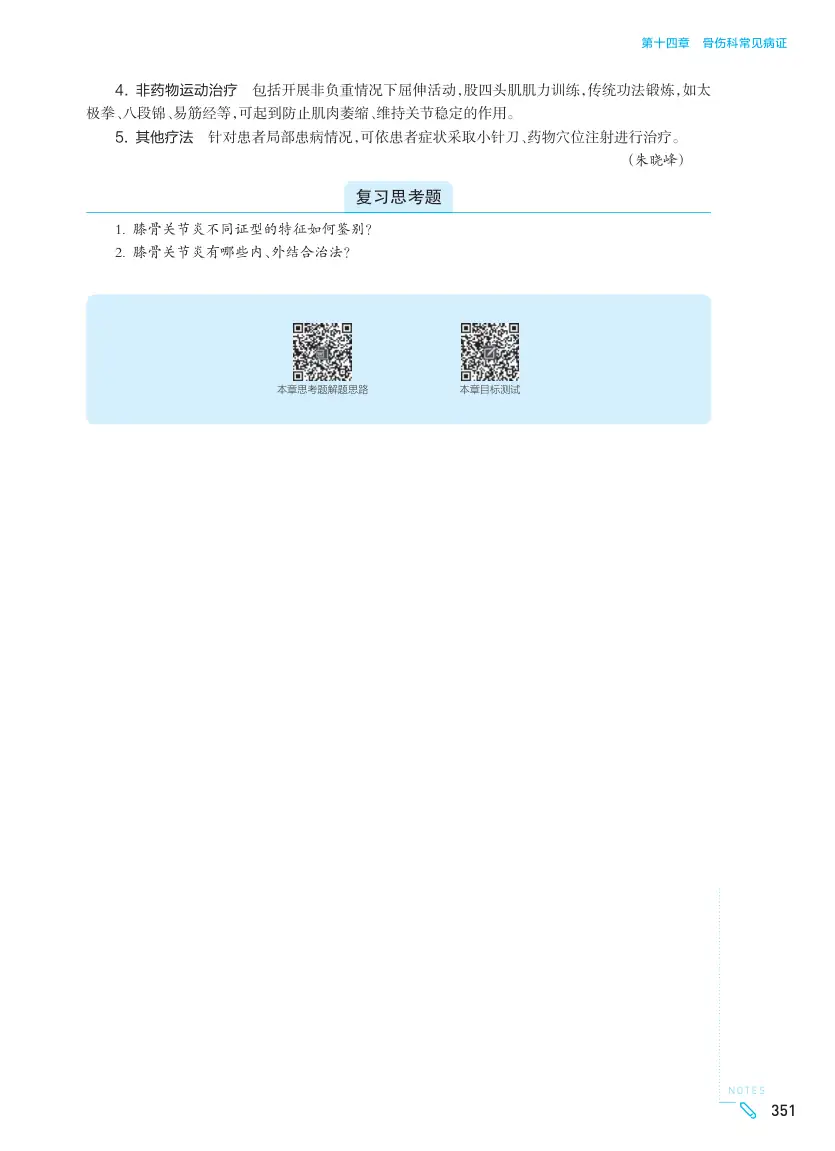 第十四章 骨伤科常见病证
4. 非药物运动治疗 包括开展非负重情况下屈伸活动,股四头肌肌力训练,传统功法锻炼,如太
极拳、八段锦、易筋经等,可起到防止肌肉萎缩、维持关节稳定的作用。
5. 其他疗法 针对患者局部患病情况,可依患者症状采取小针刀、药物穴位注射进行治疗。
(朱晓峰)
复习思考题
1. 膝骨关节炎不同证型的特征如何鉴别?
2. 膝骨关节炎有哪些内、外结合治法?
本章思考题解题思路
本章目标测试
NOTES
351